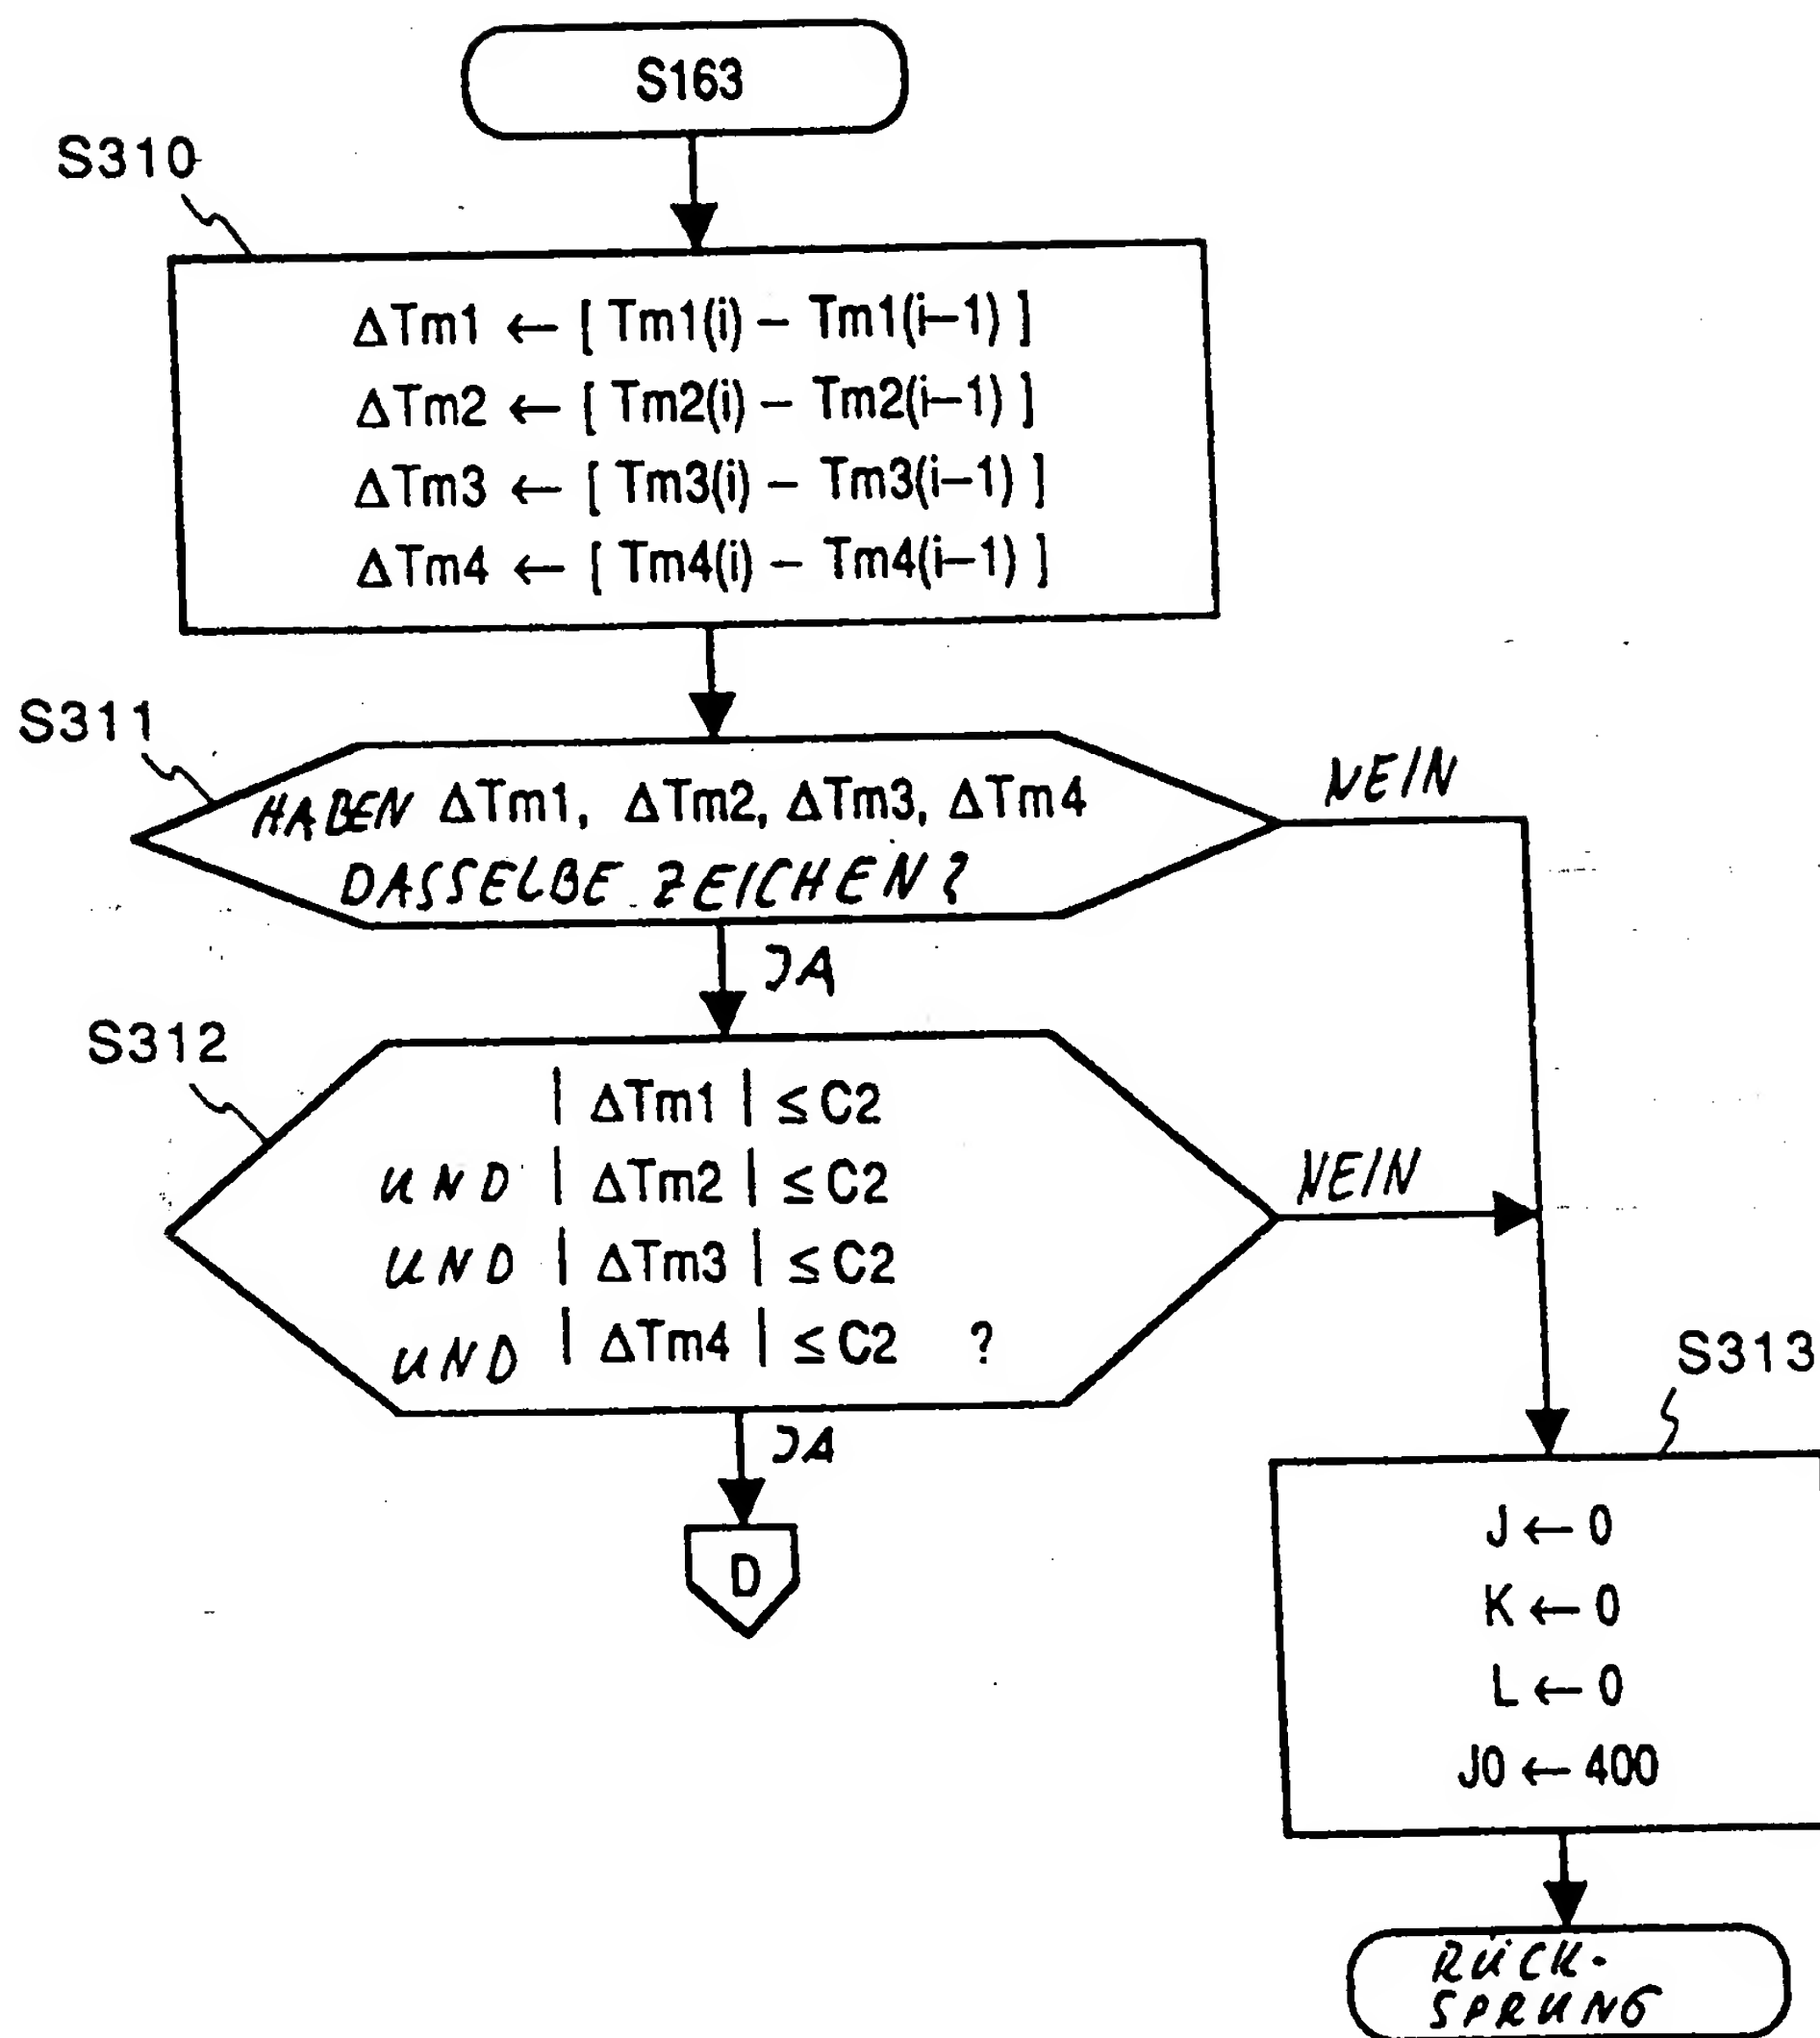 S163
S310
ΔTm1 ← [ Tm1(i) – Tm1(i–1) ]
ΔTm2 ← [ Tm2(i) – Tm2(i–1) ]
ΔTm3 ← [ Tm3(i) – Tm3(i–1) ]
ΔTm4 ← [ Tm4(i) – Tm4(i–1) ]
S311
HABEN ΔTm1, ΔTm2, ΔTm3, ΔTm4
DASSELBE ZEICHEN?
NEIN
JA
S312
| ΔTm1 | ≤ C2
UND | ΔTm2 | ≤ C2
UND | ΔTm3 | ≤ C2
UND | ΔTm4 | ≤ C2 ?
NEIN
JA
D
S313
J ← 0
K ← 0
L ← 0
J0 ← 400
RÜCK-
SPRUNG